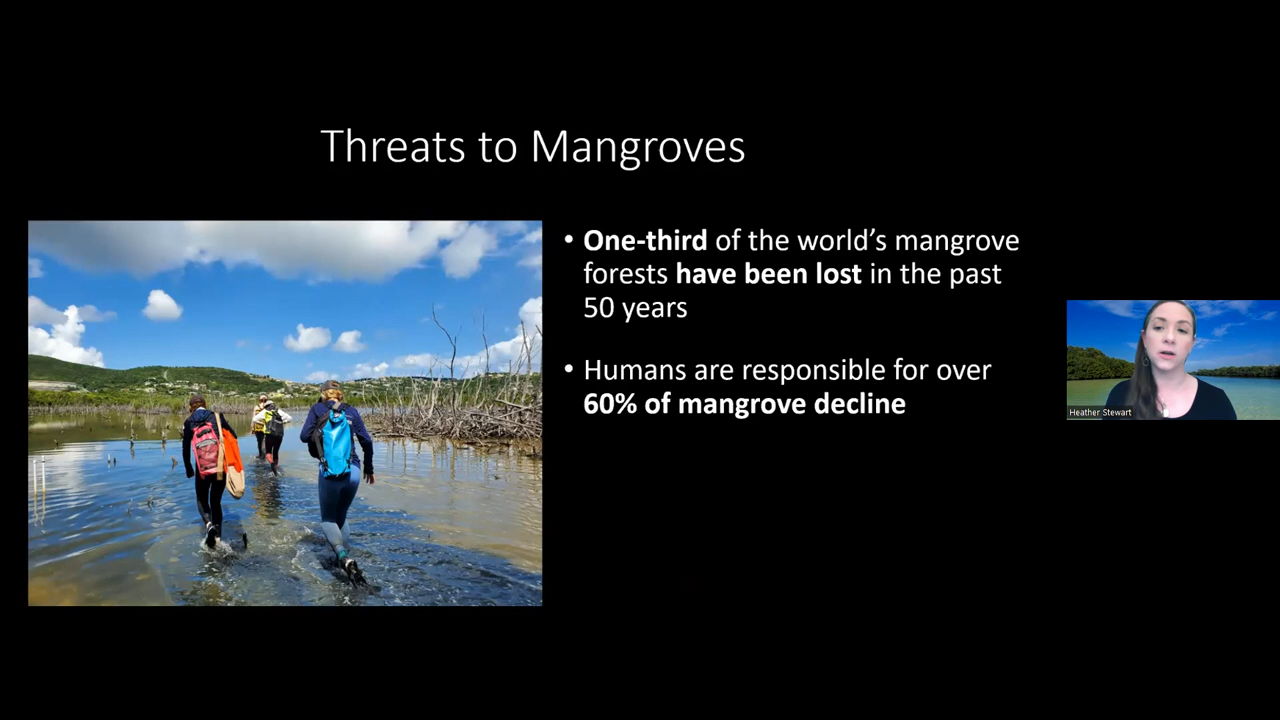 Threats to Mangroves
• One-third of the world’s mangrove
forests have been lost in the past
50 years
• Humans are responsible for over
60% of mangrove decline
Heather Stewart